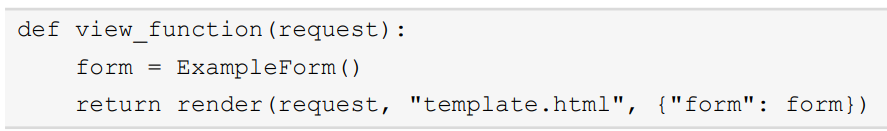 def view_function(request):
    form = ExampleForm()
    return render(request, "template.html", {"form": form})